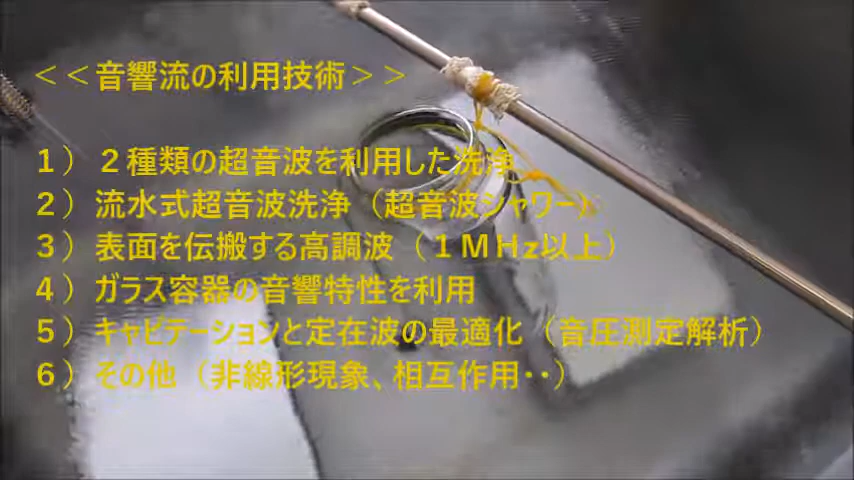 ＜＜音響流の利用技術＞＞
１）２種類の超音波を利用した洗浄
２）流水式超音波洗浄（超音波シャワー）
３）表面を伝搬する高調波（１ＭＨz以上）
４）ガラス容器の音響特性を利用
５）キャビテーションと定在波の最適化（音圧測定解析）
６）その他（非線形現象、相互作用・・）